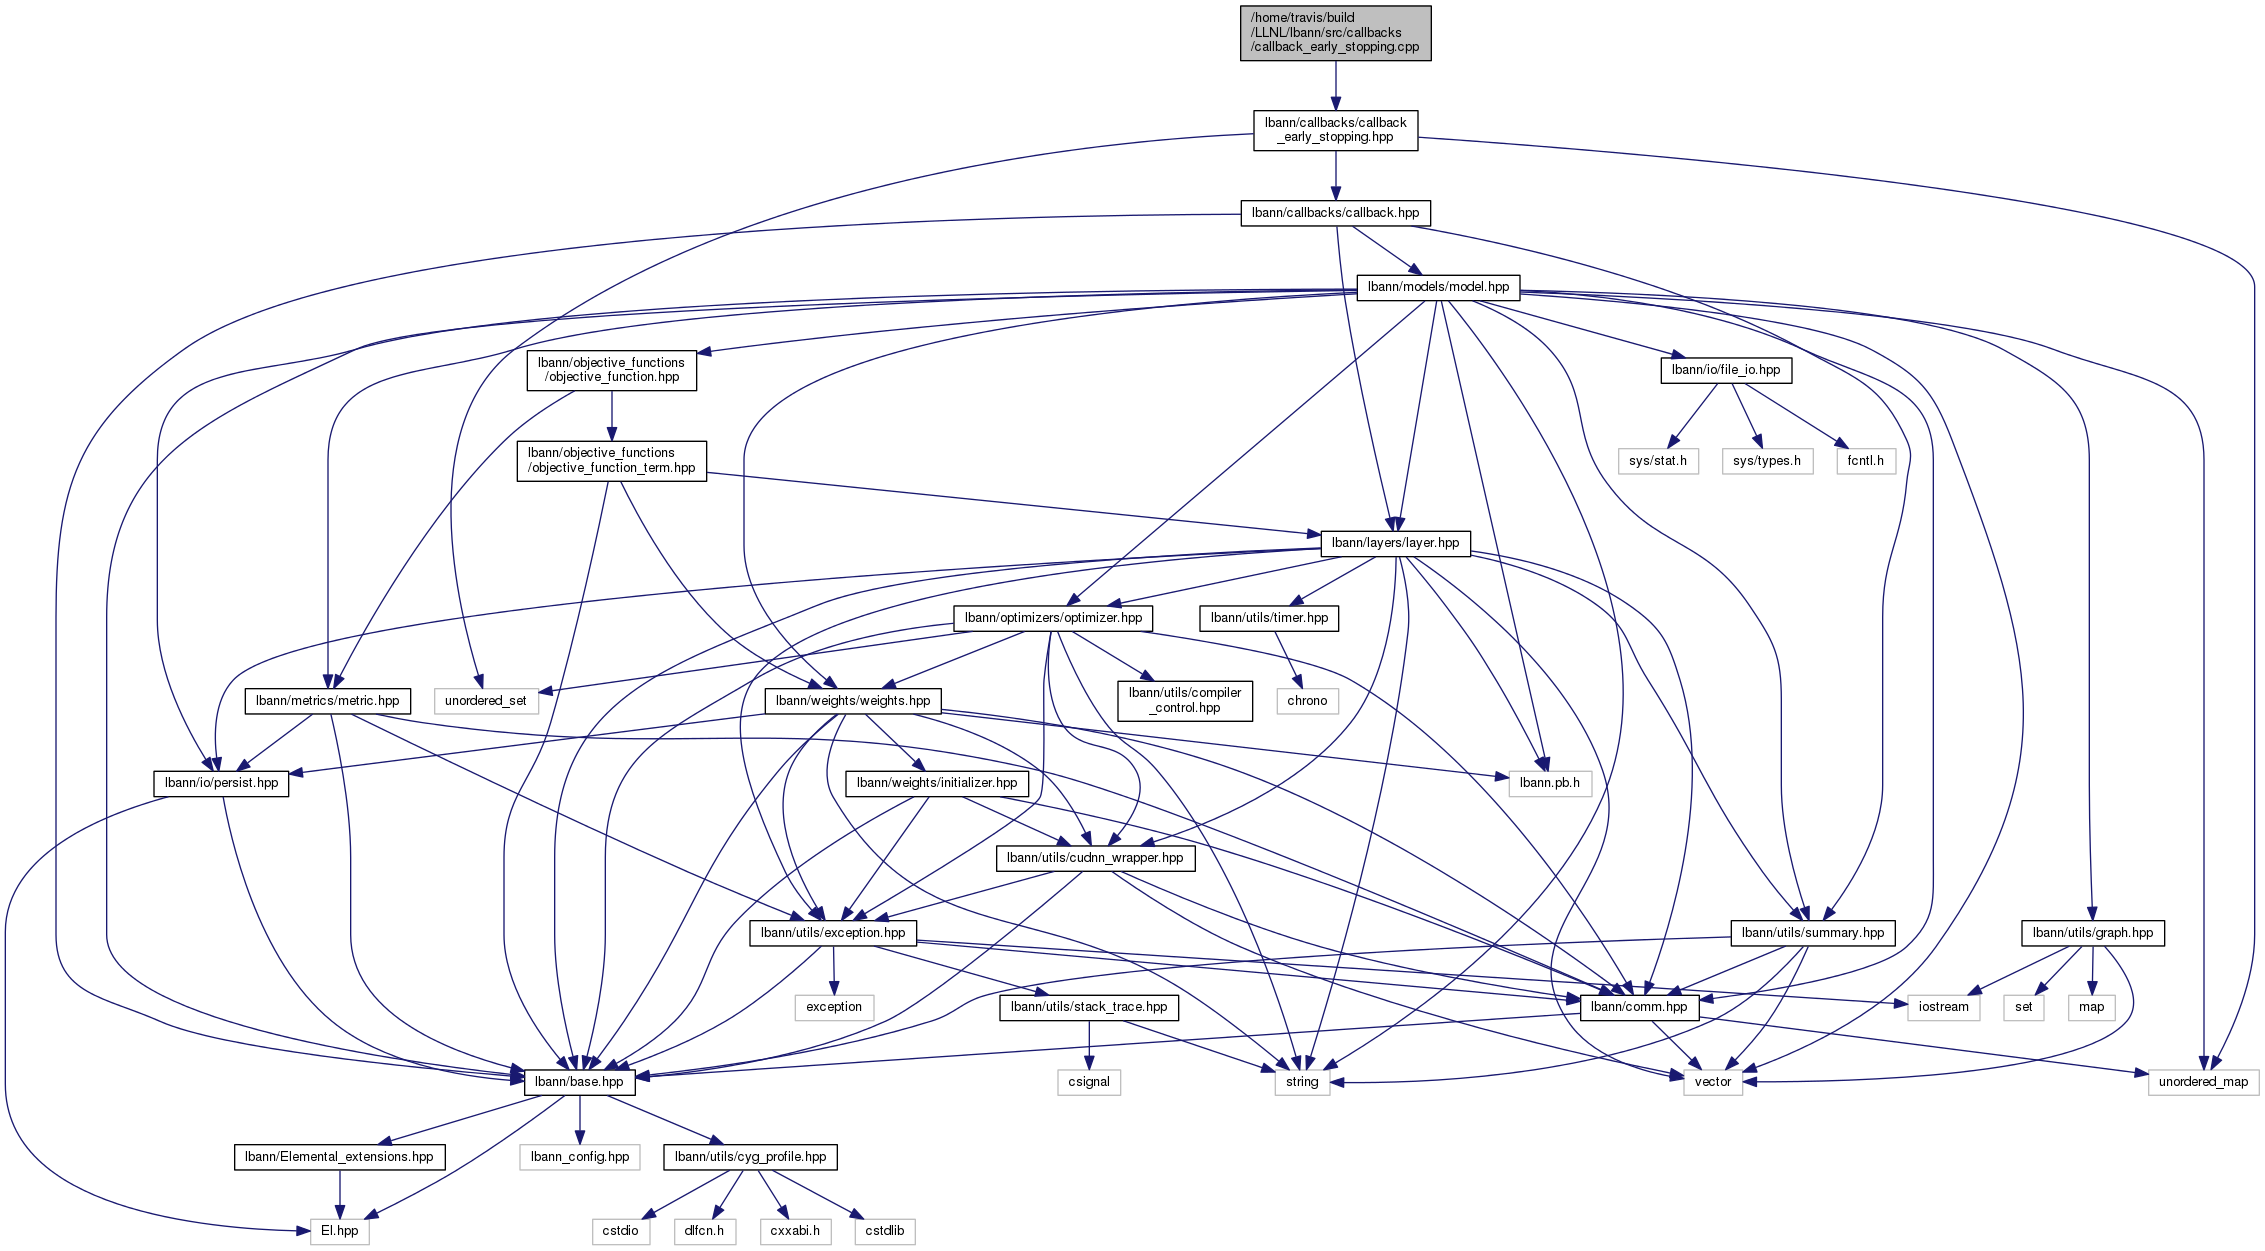 /home/travis/build
/LLNL/lbann/src/callbacks
/callback_early_stopping.cpp
lbann/callbacks/callback
_early_stopping.hpp
lbann/callbacks/callback.hpp
lbann/models/model.hpp
lbann/objective_functions
/objective_function.hpp
lbann/io/file_io.hpp
lbann/objective_functions
/objective_function_term.hpp
sys/stat.h
sys/types.h
fcntl.h
lbann/layers/layer.hpp
lbann/optimizers/optimizer.hpp
lbann/utils/timer.hpp
lbann/metrics/metric.hpp
unordered_set
lbann/weights/weights.hpp
lbann/utils/compiler
_control.hpp
chrono
lbann/io/persist.hpp
lbann/weights/initializer.hpp
lbann.pb.h
lbann/utils/cudnn_wrapper.hpp
lbann/utils/exception.hpp
lbann/utils/summary.hpp
lbann/utils/graph.hpp
exception
lbann/utils/stack_trace.hpp
lbann/comm.hpp
iostream
set
map
lbann/base.hpp
csignal
string
vector
unordered_map
lbann/Elemental_extensions.hpp
lbann_config.hpp
lbann/utils/cyg_profile.hpp
El.hpp
cstdio
dlfcn.h
cxxabi.h
cstdlib